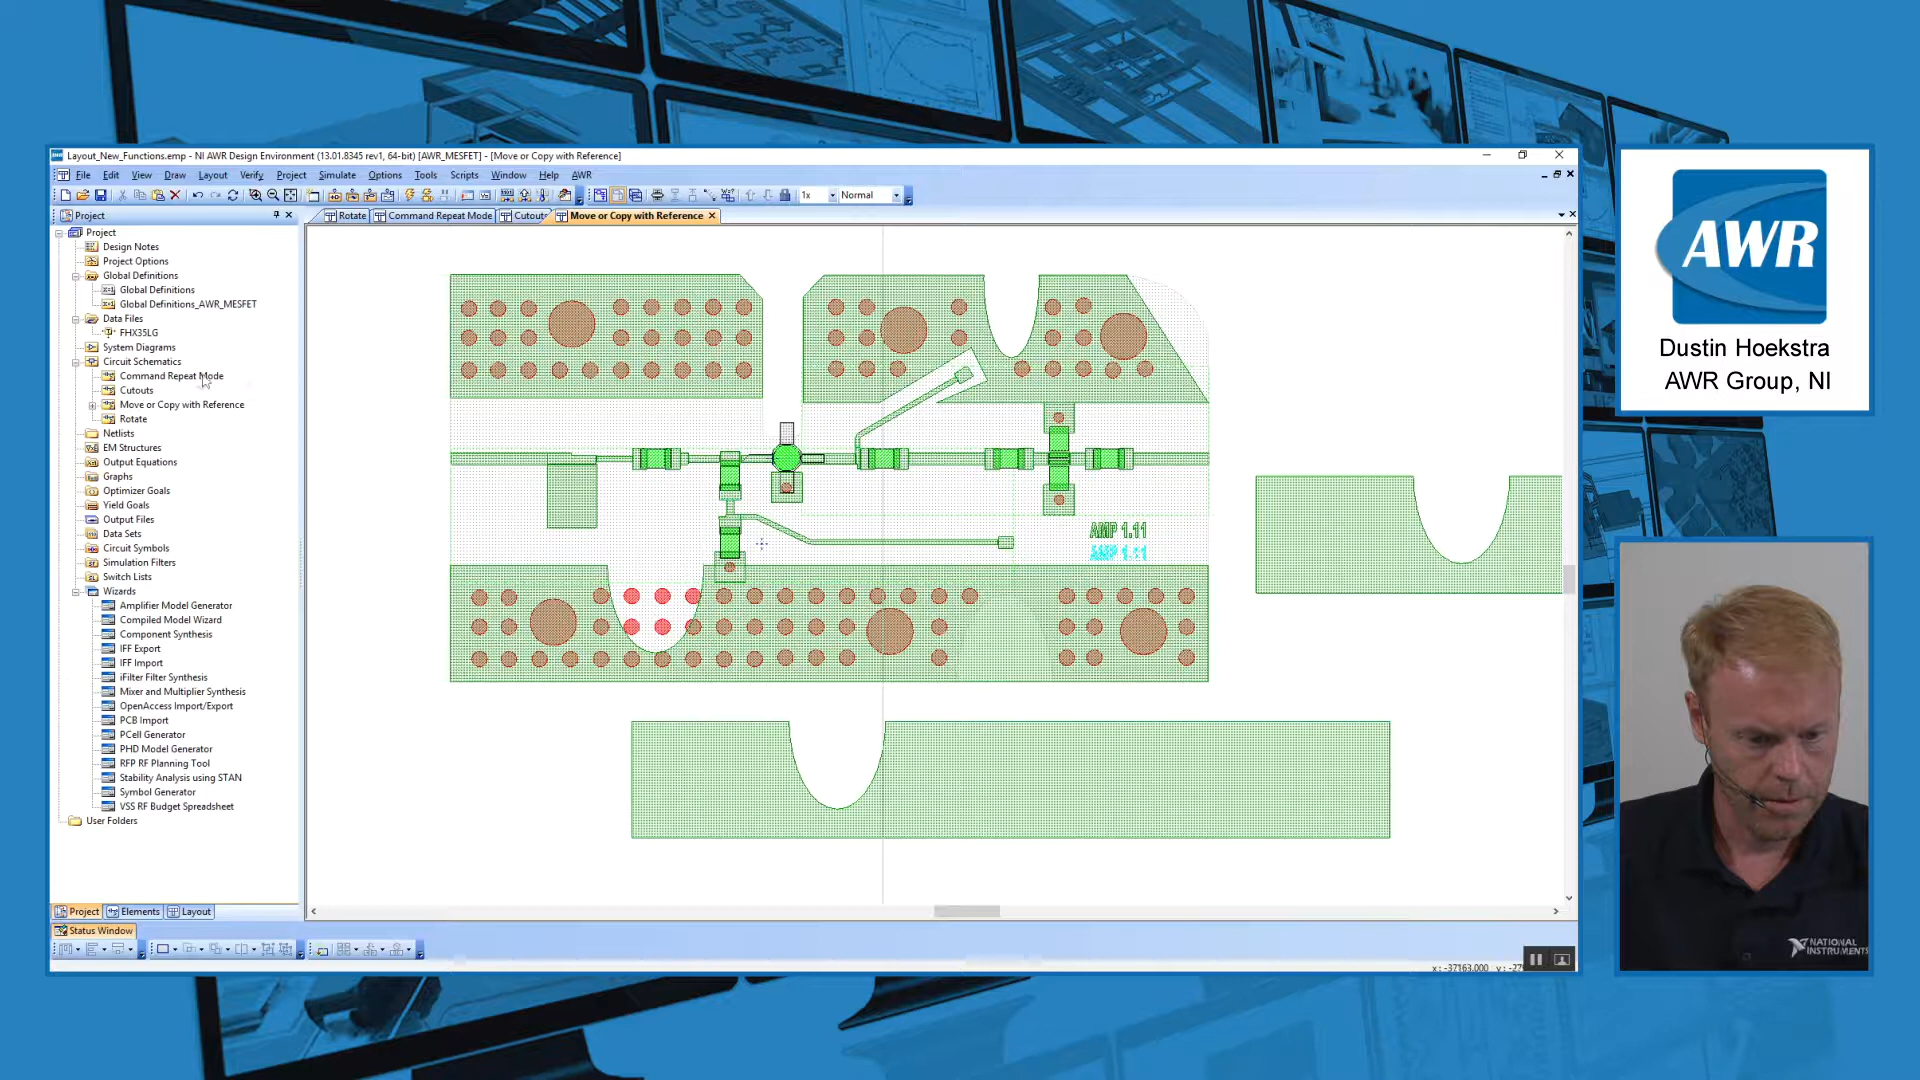 Layout_New_Functions.emp - NI AWR Design Environment (13.01.8345 rev1, 64-bit) [AWR_MESFET] - [Move or Copy with Reference]
File Edit View Draw Layout Verify Project Simulate Options Tools Scripts Window Help AWR
1x Normal
Project
Rotate Command Repeat Mode Cutouts Move or Copy with Reference
Project
Design Notes
Project Options
Global Definitions
Global Definitions
Global Definitions_AWR_MESFET
Data Files
FHX35LG
System Diagrams
Circuit Schematics
Command Repeat Mode
Cutouts
Move or Copy with Reference
Rotate
Netlists
EM Structures
Output Equations
Graphs
Optimizer Goals
Yield Goals
Output Files
Data Sets
Circuit Symbols
Simulation Filters
Switch Lists
Wizards
Amplifier Model Generator
Compiled Model Wizard
Component Synthesis
IFF Export
IFF Import
iFilter Filter Synthesis
Mixer and Multiplier Synthesis
OpenAccess Import/Export
PCB Import
PCell Generator
PHD Model Generator
RFP RF Planning Tool
Stability Analysis using STAN
Symbol Generator
VSS RF Budget Spreadsheet
User Folders
Project Elements Layout
Status Window
AMP 1.11
AMP 1.11
x: -37163.000
AWR
Dustin Hoekstra
AWR Group, NI
NATIONAL
INSTRUMENTS